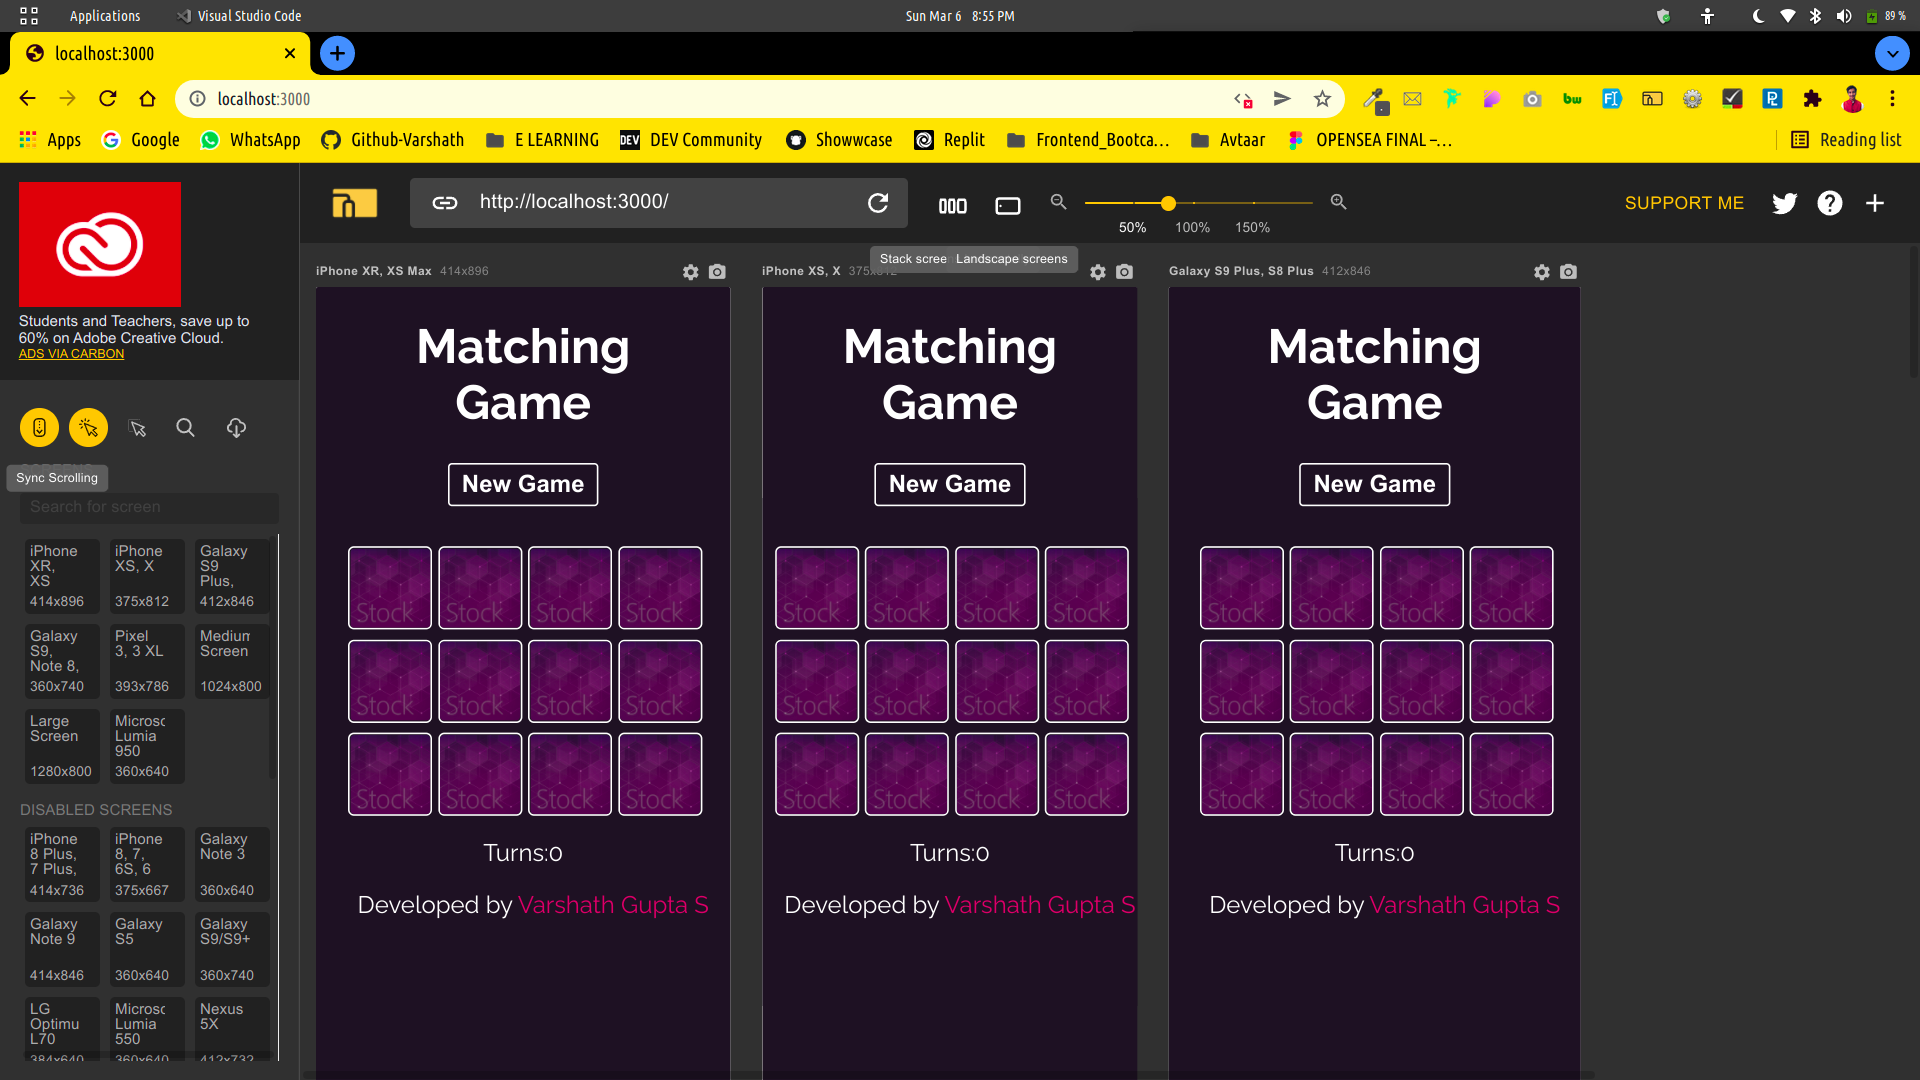 Applications
Visual Studio Code
Sun Mar 6 8:55 PM
89 %
localhost:3000
localhost:3000
Apps
Google
WhatsApp
Github-Varshath
E LEARNING
DEV
DEV Community
Showwcase
Replit
Frontend_Bootca...
Avtaar
OPENSEA FINAL –...
Reading list
bw
Students and Teachers, save up to
60% on Adobe Creative Cloud.
ADS VIA CARBON
http://localhost:3000/
50%
100%
150%
SUPPORT ME
Stack scree
Landscape screens
Sync Scrolling
Search for screen
iPhone
XR,
XS
414x896
iPhone
XS, X
375x812
Galaxy
S9
Plus,
412x846
Galaxy
S9,
Note 8,
360x740
Pixel
3, 3 XL
393x786
Medium
Screen
1024x800
Large
Screen
1280x800
Microsc
Lumia
950
360x640
DISABLED SCREENS
iPhone
8 Plus,
7 Plus,
414x736
iPhone
8, 7,
6S, 6
375x667
Galaxy
Note 3
360x640
Galaxy
Note 9
414x846
Galaxy
S5
360x640
Galaxy
S9/S9+
360x740
LG
Optimu
L70
384x640
Microsc
Lumia
550
360x640
Nexus
5X
412x732
iPhone XR, XS Max 414x896
Matching
Game
New Game
Stock Stock Stock Stock
Stock Stock Stock Stock
Stock Stock Stock Stock
Turns:0
Developed by Varshath Gupta S
iPhone XS, X 375x812
Matching
Game
New Game
Stock Stock Stock Stock
Stock Stock Stock Stock
Stock Stock Stock Stock
Turns:0
Developed by Varshath Gupta S
Galaxy S9 Plus, S8 Plus 412x846
Matching
Game
New Game
Stock Stock Stock Stock
Stock Stock Stock Stock
Stock Stock Stock Stock
Turns:0
Developed by Varshath Gupta S